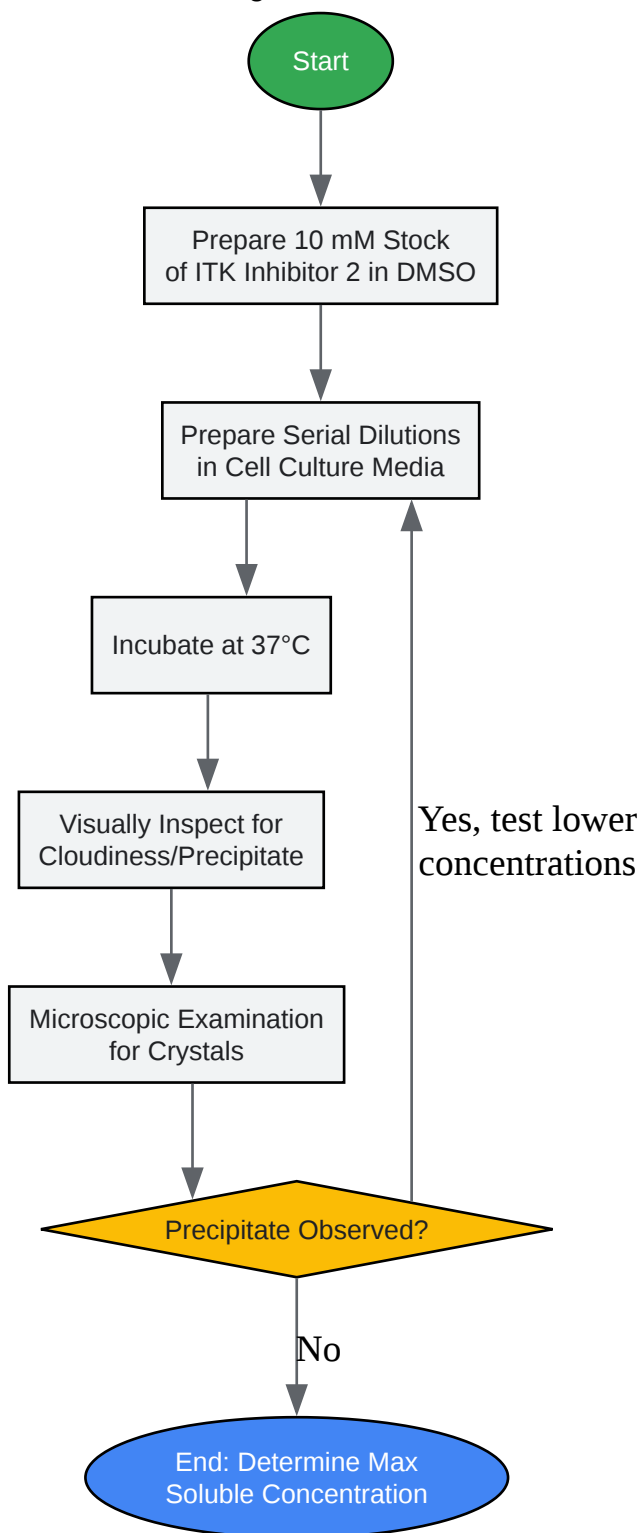 Start
Prepare 10 mM Stock
of ITK Inhibitor 2 in DMSO
Prepare Serial Dilutions
in Cell Culture Media
Incubate at 37°C
Visually Inspect for
Cloudiness/Precipitate
Yes, test lower
concentrations
Microscopic Examination
for Crystals
Precipitate Observed?
No
End: Determine Max
Soluble Concentration